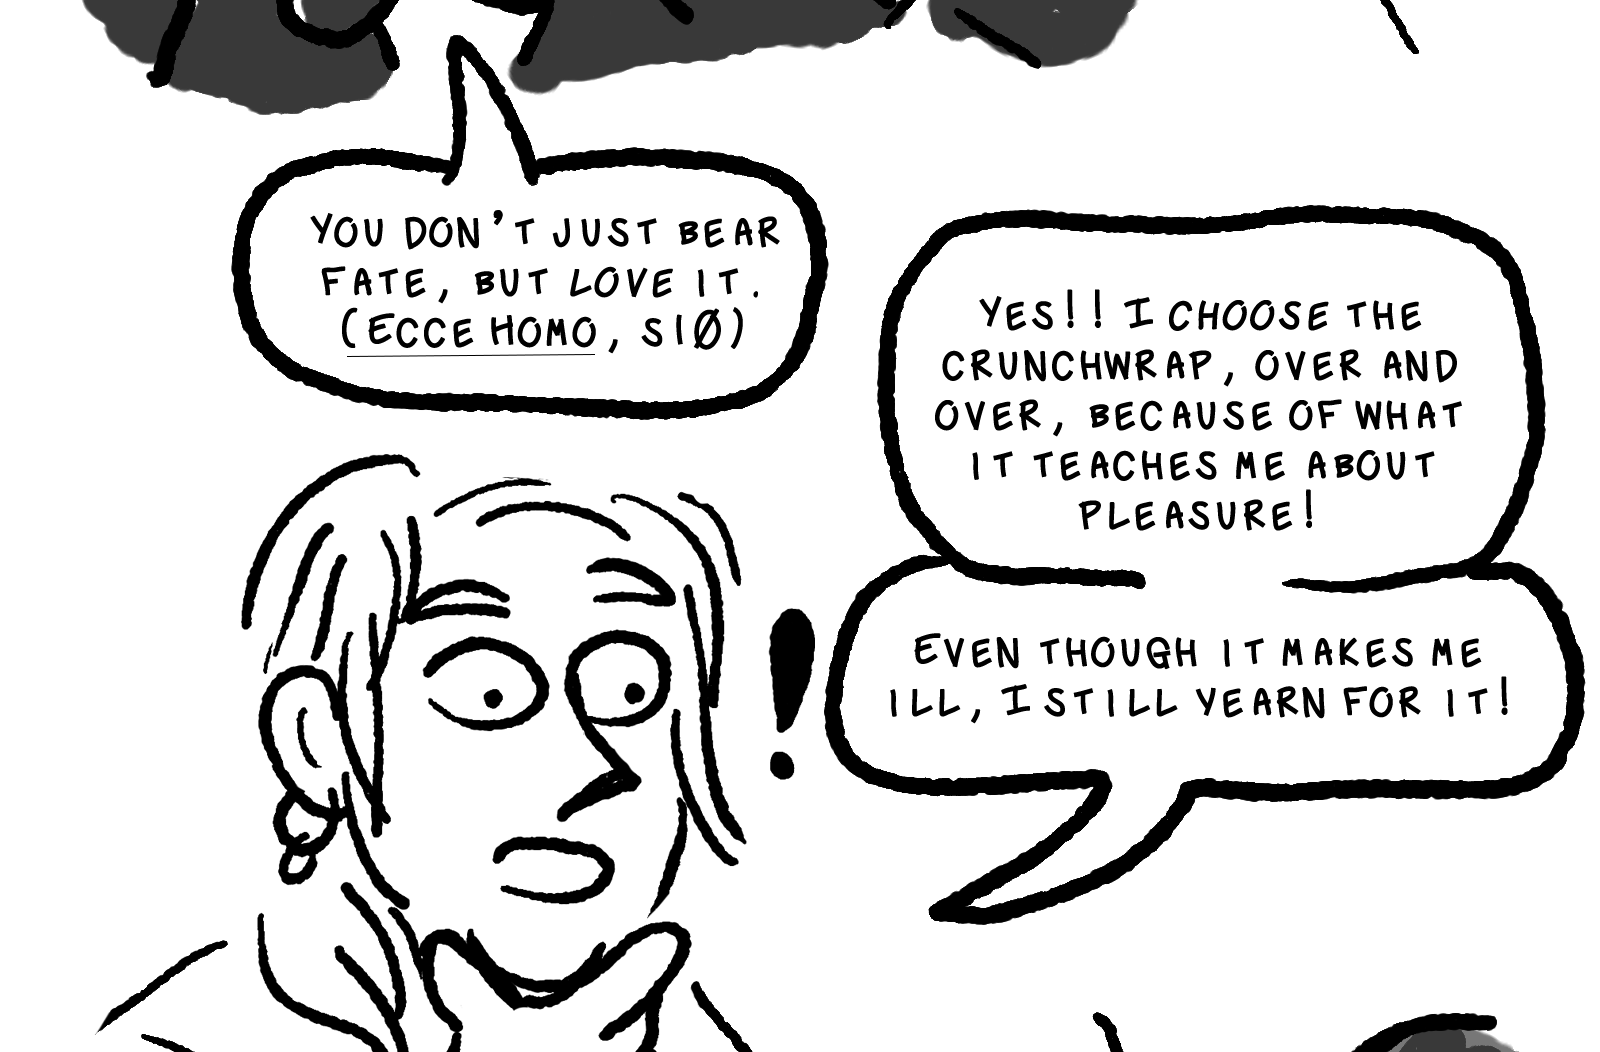 YOU DON'T JUST BEAR
FATE, BUT LOVE IT.
(ECCE HOMO, S10)
YES!! I CHOOSE THE
CRUNCHWRAP, OVER AND
OVER, BECAUSE OF WHAT
IT TEACHES ME ABOUT
PLEASURE!
EVEN THOUGH IT MAKES ME
ILL, I STILL YEARN FOR IT!
!